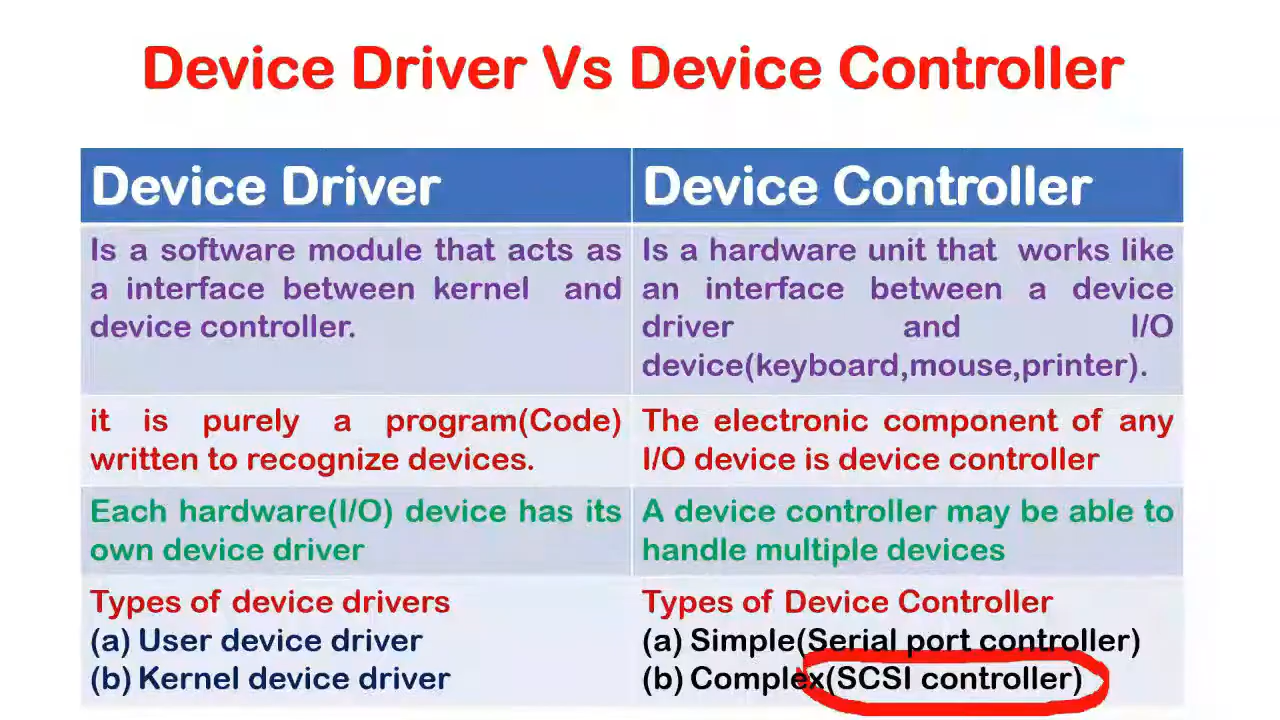 Device Driver Vs Device Controller
Device Driver
Device Controller
Is a software module that acts as
a interface between kernel and
device controller.
Is a hardware unit that works like
an interface between a device
driver and I/O
device(keyboard,mouse,printer).
it is purely a program(Code)
written to recognize devices.
The electronic component of any
I/O device is device controller
Each hardware(I/O) device has its
own device driver
A device controller may be able to
handle multiple devices
Types of device drivers
(a) User device driver
(b) Kernel device driver
Types of Device Controller
(a) Simple(Serial port controller)
(b) Complex(SCSI controller)